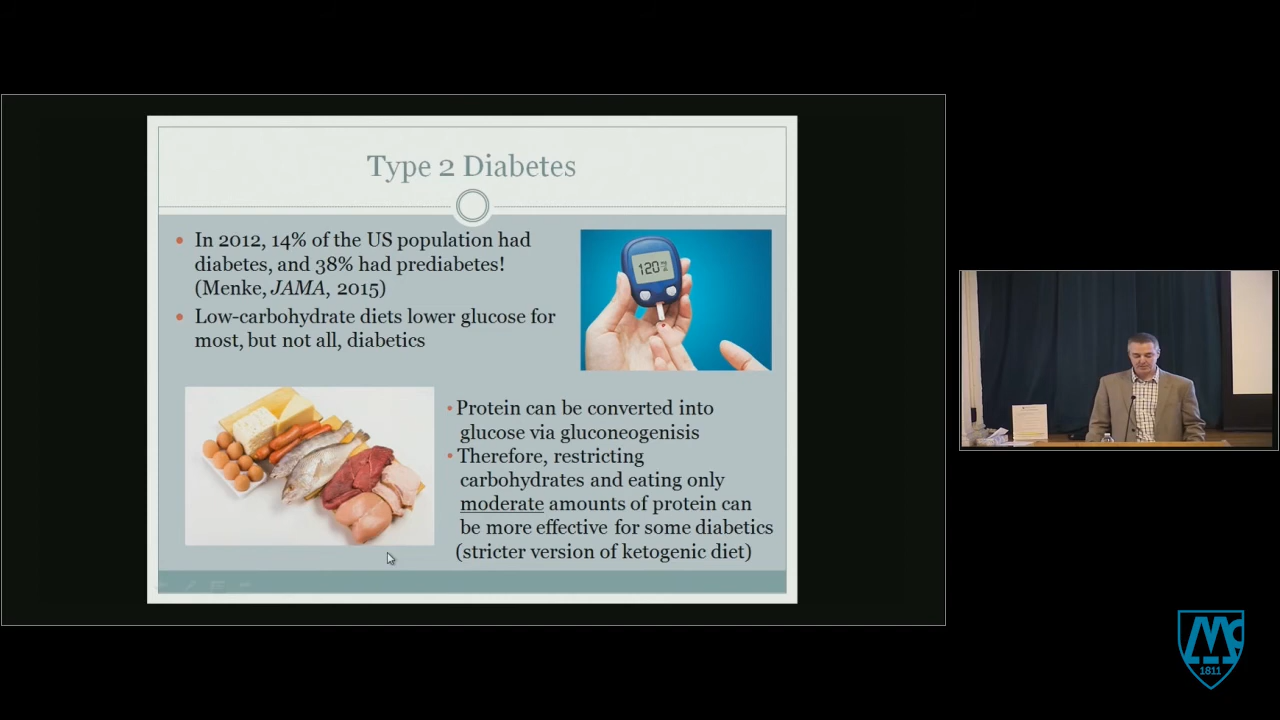 Type 2 Diabetes
• In 2012, 14% of the US population had
diabetes, and 38% had prediabetes!
(Menke, JAMA, 2015)
• Low-carbohydrate diets lower glucose for
most, but not all, diabetics
120
• Protein can be converted into
glucose via gluconeogenisis
• Therefore, restricting
carbohydrates and eating only
moderate amounts of protein can
be more effective for some diabetics
(stricter version of ketogenic diet)
Mc
1811